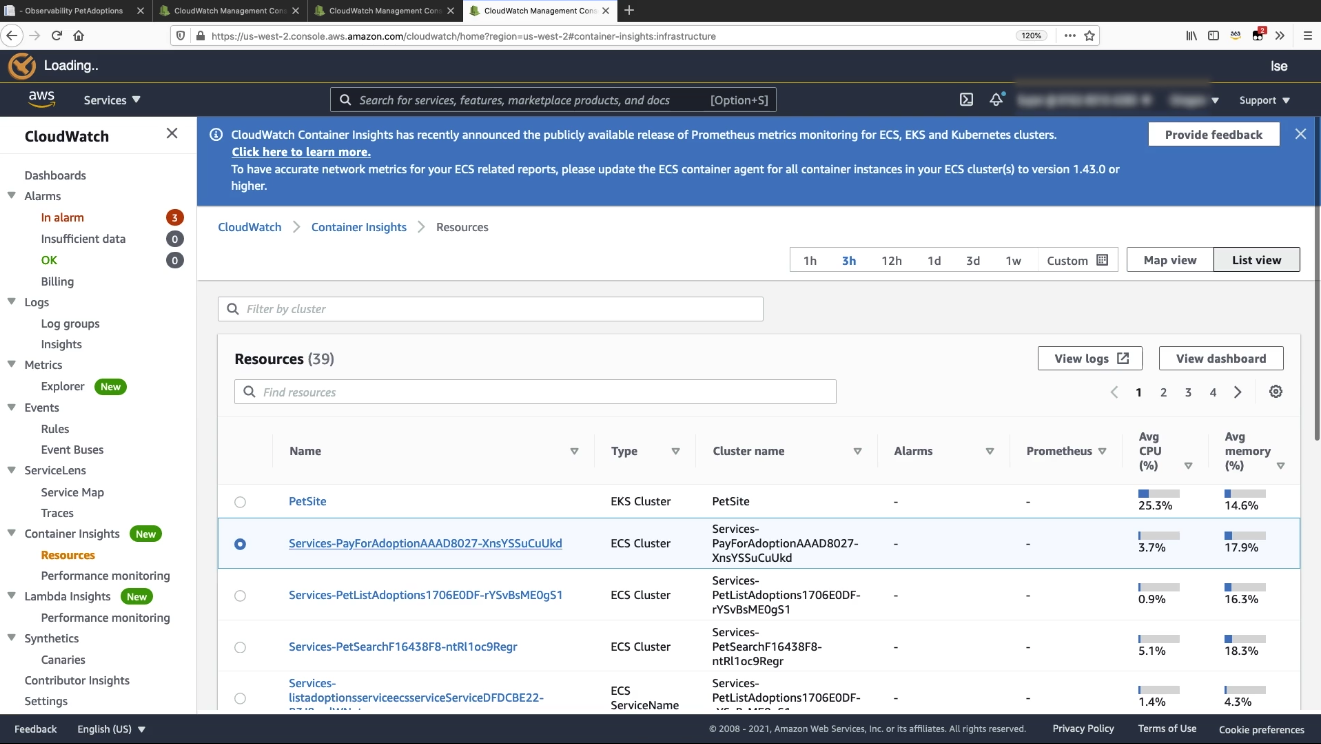 - Observability PetAdoptions
CloudWatch Management Con
CloudWatch Management Con
CloudWatch Management Con
https://us-west-2.console.aws.amazon.com/cloudwatch/home?region=us-west-2#container-insights:infrastructure
120%
Loading..
lse
aws
Services
Search for services, features, marketplace products, and docs
[Option+S]
Support
CloudWatch
Dashboards
Alarms
In alarm 3
Insufficient data 0
OK 0
Billing
Logs
Log groups
Insights
Metrics
Explorer New
Events
Rules
Event Buses
ServiceLens
Service Map
Traces
Container Insights New
Resources
Performance monitoring
Lambda Insights New
Performance monitoring
Synthetics
Canaries
Contributor Insights
Settings
CloudWatch Container Insights has recently announced the publicly available release of Prometheus metrics monitoring for ECS, EKS and Kubernetes clusters.
Click here to learn more.
To have accurate network metrics for your ECS related reports, please update the ECS container agent for all container instances in your ECS cluster(s) to version 1.43.0 or
higher.
Provide feedback
CloudWatch > Container Insights > Resources
1h 3h 12h 1d 3d 1w Custom
Map view List view
Filter by cluster
Resources (39)
View logs
View dashboard
Find resources
1 2 3 4
Name Type Cluster name Alarms Prometheus Avg CPU (%) Avg memory (%)
PetSite EKS Cluster PetSite - - 25.3% 14.6%
Services-PayForAdoptionAAAD8027-XnsYSSuCuUkd ECS Cluster
Services-
PayForAdoptionAAAD8027-
XnsYSSuCuUkd
- - 3.7% 17.9%
Services-PetListAdoptions1706E0DF-rYSvBsME0gS1 ECS Cluster
Services-
PetListAdoptions1706E0DF-
rYSvBsME0gS1
- - 0.9% 16.3%
Services-PetSearchF16438F8-ntRl1oc9Regr ECS Cluster
Services-
PetSearchF16438F8-
ntRl1oc9Regr
- - 5.1% 18.3%
Services-
listadoptionsserviceecsserviceServiceDFDCBE22-
ECS
ServiceName
Services-
PetListAdoptions1706E0DF-
- - 1.4% 4.3%
Feedback
English (US)
© 2008 - 2021, Amazon Web Services, Inc. or its affiliates. All rights reserved.
Privacy Policy
Terms of Use
Cookie preferences